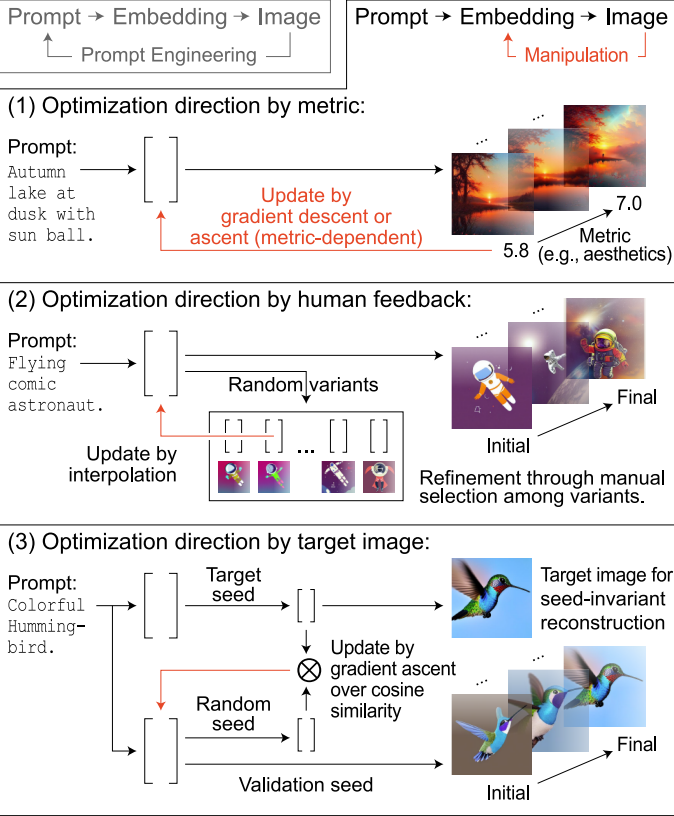 Prompt → Embedding → Image
Prompt Engineering
Prompt → Embedding → Image
Manipulation
(1) Optimization direction by metric:
Prompt:
Autumn
lake at
dusk with
sun ball.
Update by
gradient descent or
ascent (metric-dependent)
...
7.0
5.8
Metric
(e.g., aesthetics)
(2) Optimization direction by human feedback:
Prompt:
Flying
comic
astronaut.
Random variants
...
Update by
interpolation
...
Final
Initial
Refinement through manual
selection among variants.
(3) Optimization direction by target image:
Prompt:
Colorful
Humming-
bird.
Target
seed
Target image for
seed-invariant
reconstruction
Update by
gradient ascent
over cosine
similarity
Random
seed
...
Validation seed
Final
Initial